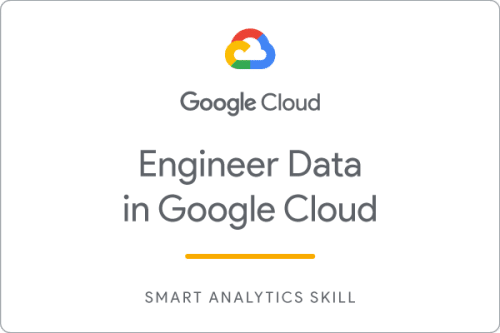 Google Cloud
Engineer Data
in Google Cloud
SMART ANALYTICS SKILL